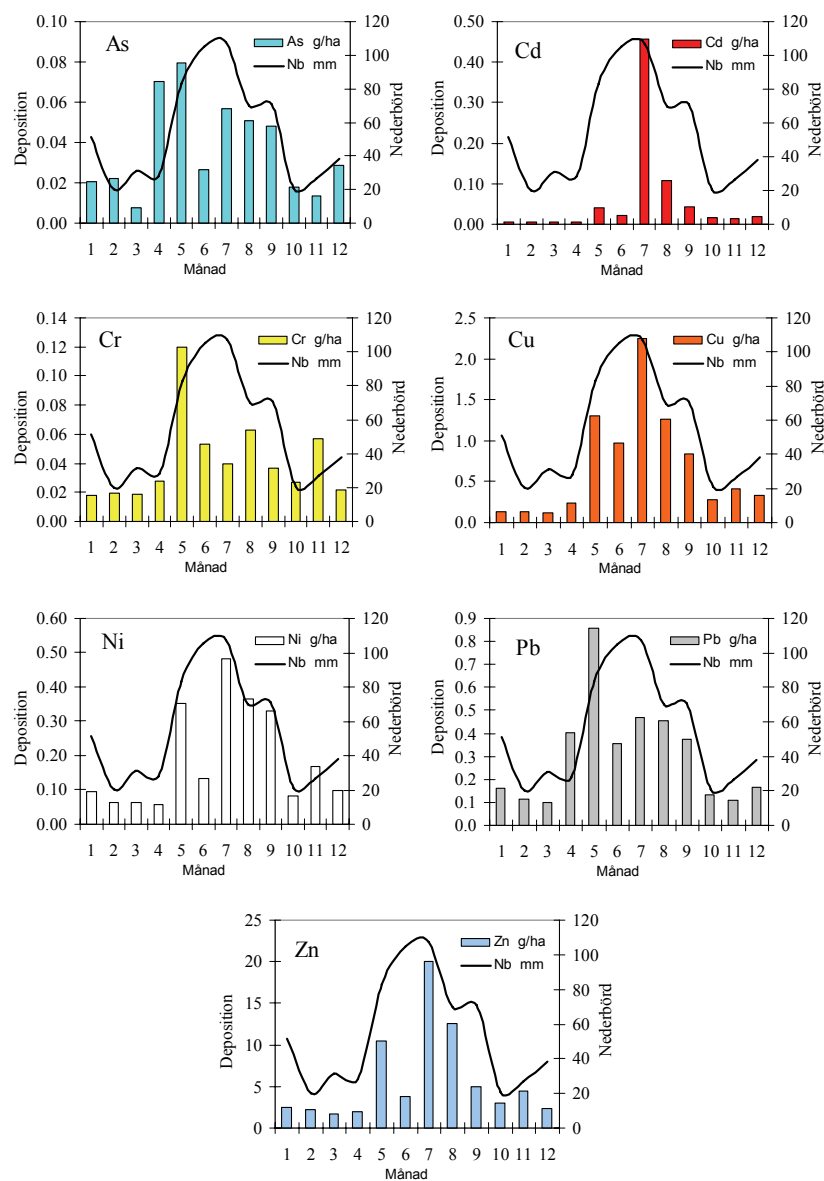 As
As g/ha
Nb mm
Deposition
0.10
0.08
0.06
0.04
0.02
0.00
120
100
80
60
40
20
0
Nederbörd
1 2 3 4 5 6 7 8 9 10 11 12
Månad
Cd
Cd g/ha
Nb mm
Deposition
0.50
0.40
0.30
0.20
0.10
0.00
120
100
80
60
40
20
0
Nederbörd
1 2 3 4 5 6 7 8 9 10 11 12
Månad
Cr
Cr g/ha
Nb mm
Deposition
0.14
0.12
0.10
0.08
0.06
0.04
0.02
0.00
120
100
80
60
40
20
0
Nederbörd
1 2 3 4 5 6 7 8 9 10 11 12
Månad
Cu
Cu g/ha
Nb mm
Deposition
2.5
2.0
1.5
1.0
0.5
0.0
120
100
80
60
40
20
0
Nederbörd
1 2 3 4 5 6 7 8 9 10 11 12
Månad
Ni
Ni g/ha
Nb mm
Deposition
0.60
0.50
0.40
0.30
0.20
0.10
0.00
120
100
80
60
40
20
0
Nederbörd
1 2 3 4 5 6 7 8 9 10 11 12
Månad
Pb
Pb g/ha
Nb mm
Deposition
0.9
0.8
0.7
0.6
0.5
0.4
0.3
0.2
0.1
0.0
120
100
80
60
40
20
0
Nederbörd
1 2 3 4 5 6 7 8 9 10 11 12
Månad
Zn
Zn g/ha
Nb mm
Deposition
25
20
15
10
5
0
120
100
80
60
40
20
0
Nederbörd
1 2 3 4 5 6 7 8 9 10 11 12
Månad